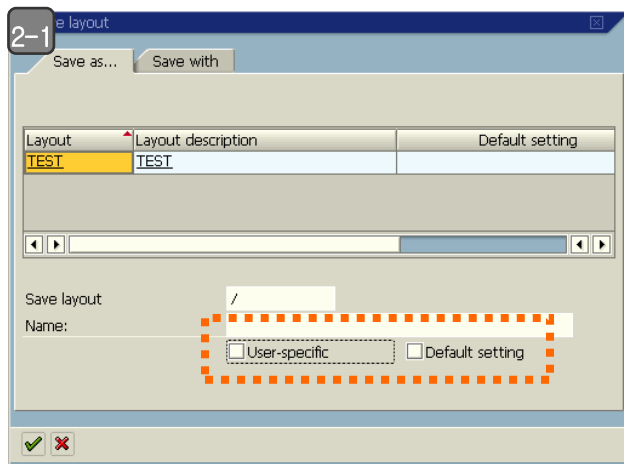 2-1
e layout
Save as... Save with
Layout Layout description Default setting
TEST TEST
Save layout /
Name:
User-specific Default setting